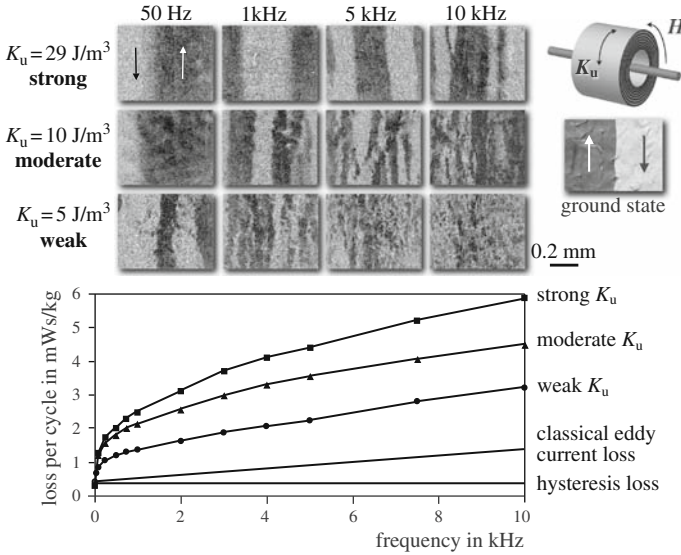 50 Hz 1kHz 5 kHz 10 kHz
Kᵤ = 29 J/m³
strong
H
Kᵤ
Kᵤ = 10 J/m³
moderate
Kᵤ = 5 J/m³
weak
ground state
0.2 mm
loss per cycle in mWs/kg
6
5
4
3
2
1
0
0 2 4 6 8 10
frequency in kHz
strong Kᵤ
moderate Kᵤ
weak Kᵤ
classical eddy
current loss
hysteresis loss